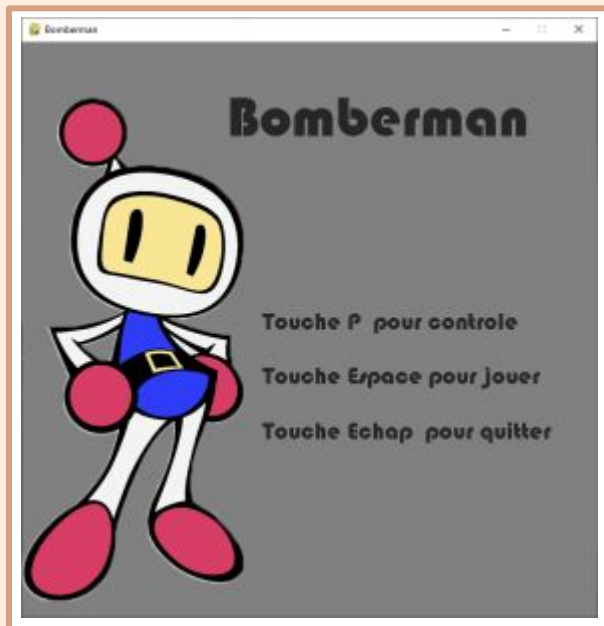 Bomberman
Bomberman
Touche P pour controle
Touche Espace pour jouer
Touche Echap pour quitter